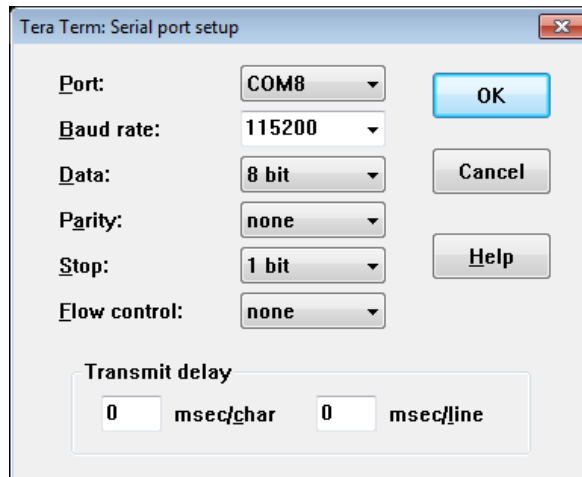 Tera Term: Serial port setup
Port: COM8 OK
Baud rate: 115200
Data: 8 bit Cancel
Parity: none
Stop: 1 bit Help
Flow control: none
Transmit delay
0 msec/char 0 msec/line